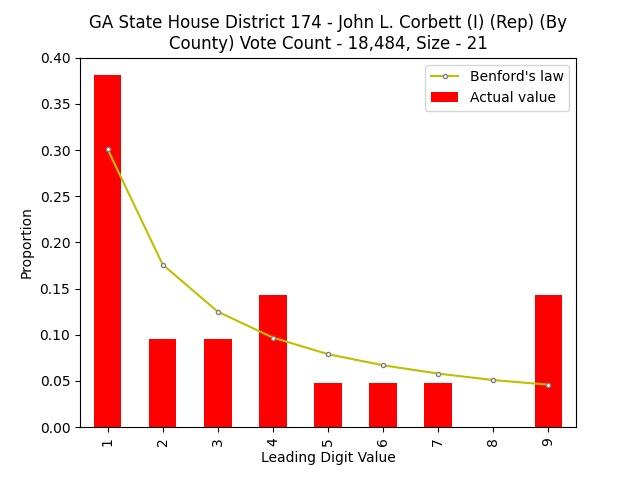 GA State House District 174 - John L. Corbett (I) (Rep) (By
County) Vote Count - 18,484, Size - 21
Benford's law
Actual value
0.40
0.35
0.30
0.25
0.20
0.15
0.10
0.05
0.00
Proportion
1 2 3 4 5 6 7 8 9
Leading Digit Value